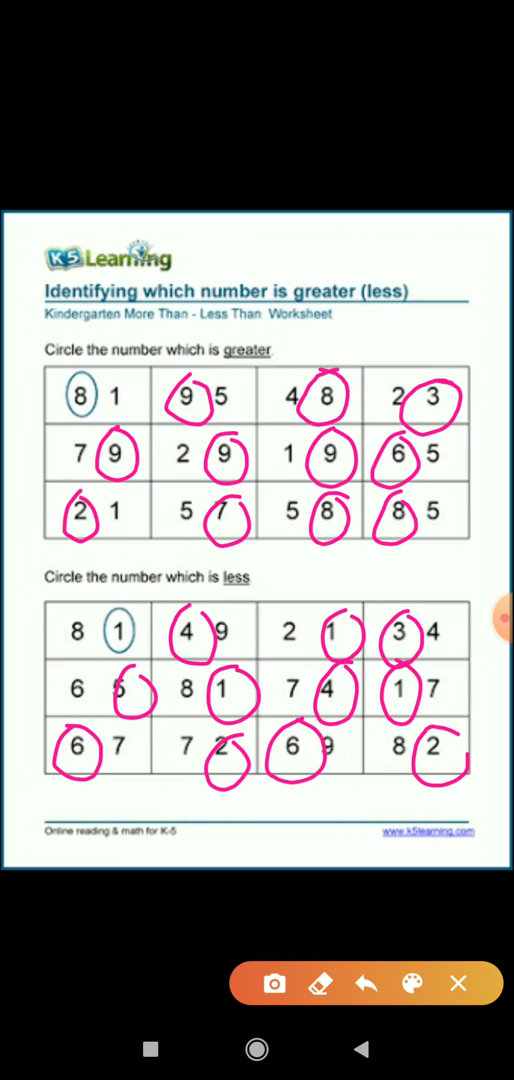 K5 Learning
Identifying which number is greater (less)
Kindergarten More Than - Less Than Worksheet
Circle the number which is greater.
8 1 9 5 4 8 2 3
7 9 2 9 1 9 6 5
2 1 5 7 5 8 8 5
Circle the number which is less
8 1 4 9 2 1 3 4
6 5 8 1 7 4 1 7
6 7 7 2 6 9 8 2
Online reading & math for K-5 www.k5learning.com